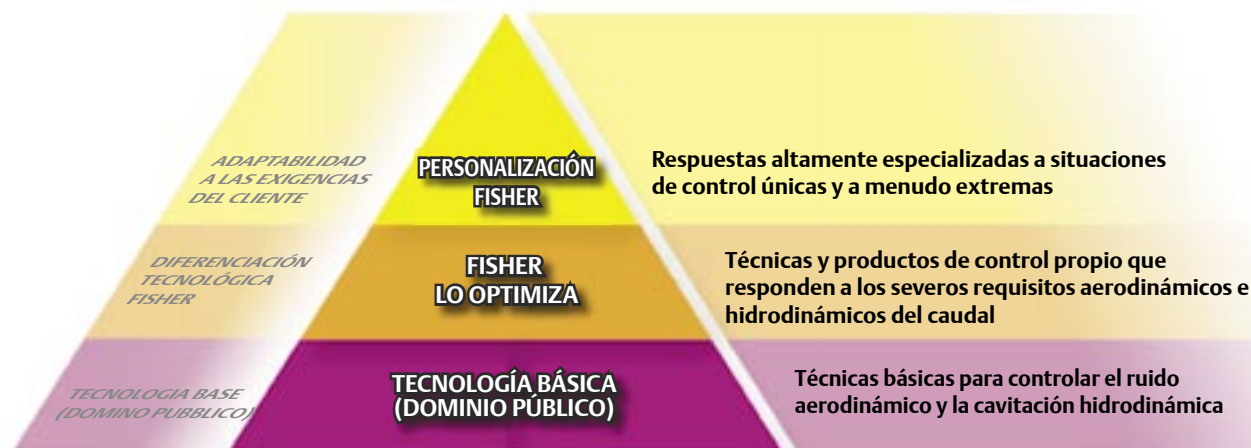 ADAPTABILIDAD
A LAS EXIGENCIAS
DEL CLIENTE
PERSONALIZACIÓN
FISHER
Respuestas altamente especializadas a situaciones
de control únicas y a menudo extremas
DIFERENCIACIÓN
TECNOLÓGICA
FISHER
FISHER
LO OPTIMIZA
Técnicas y productos de control propio que
responden a los severos requisitos aerodinámicos e
hidrodinámicos del caudal
TECNOLOGIA BASE
(DOMINO PUBBLICO)
TECNOLOGÍA BÁSICA
(DOMINIO PÚBLICO)
Técnicas básicas para controlar el ruido
aerodinámico y la cavitación hidrodinámica